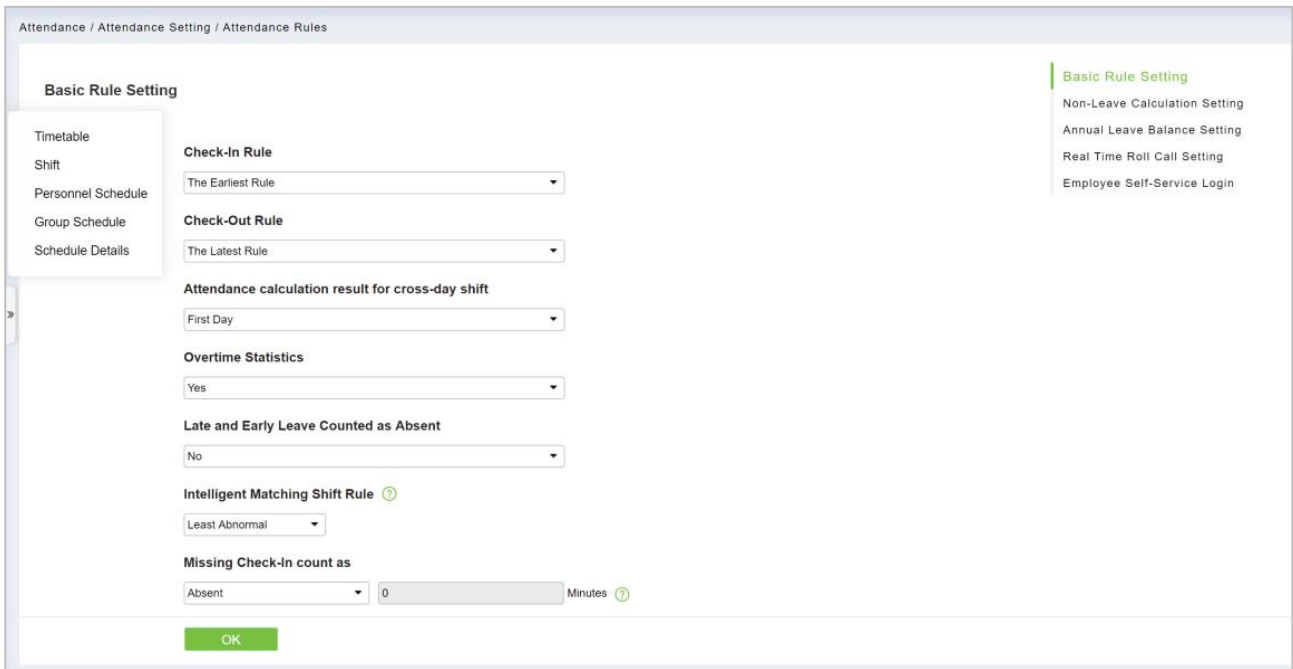 Attendance / Attendance Setting / Attendance Rules
Basic Rule Setting
Timetable
Shift
Personnel Schedule
Group Schedule
Schedule Details
»
Check-In Rule
The Earliest Rule
Check-Out Rule
The Latest Rule
Attendance calculation result for cross-day shift
First Day
Overtime Statistics
Yes
Late and Early Leave Counted as Absent
No
Intelligent Matching Shift Rule ?
Least Abnormal
Missing Check-In count as
Absent 0 Minutes ?
OK
Basic Rule Setting
Non-Leave Calculation Setting
Annual Leave Balance Setting
Real Time Roll Call Setting
Employee Self-Service Login